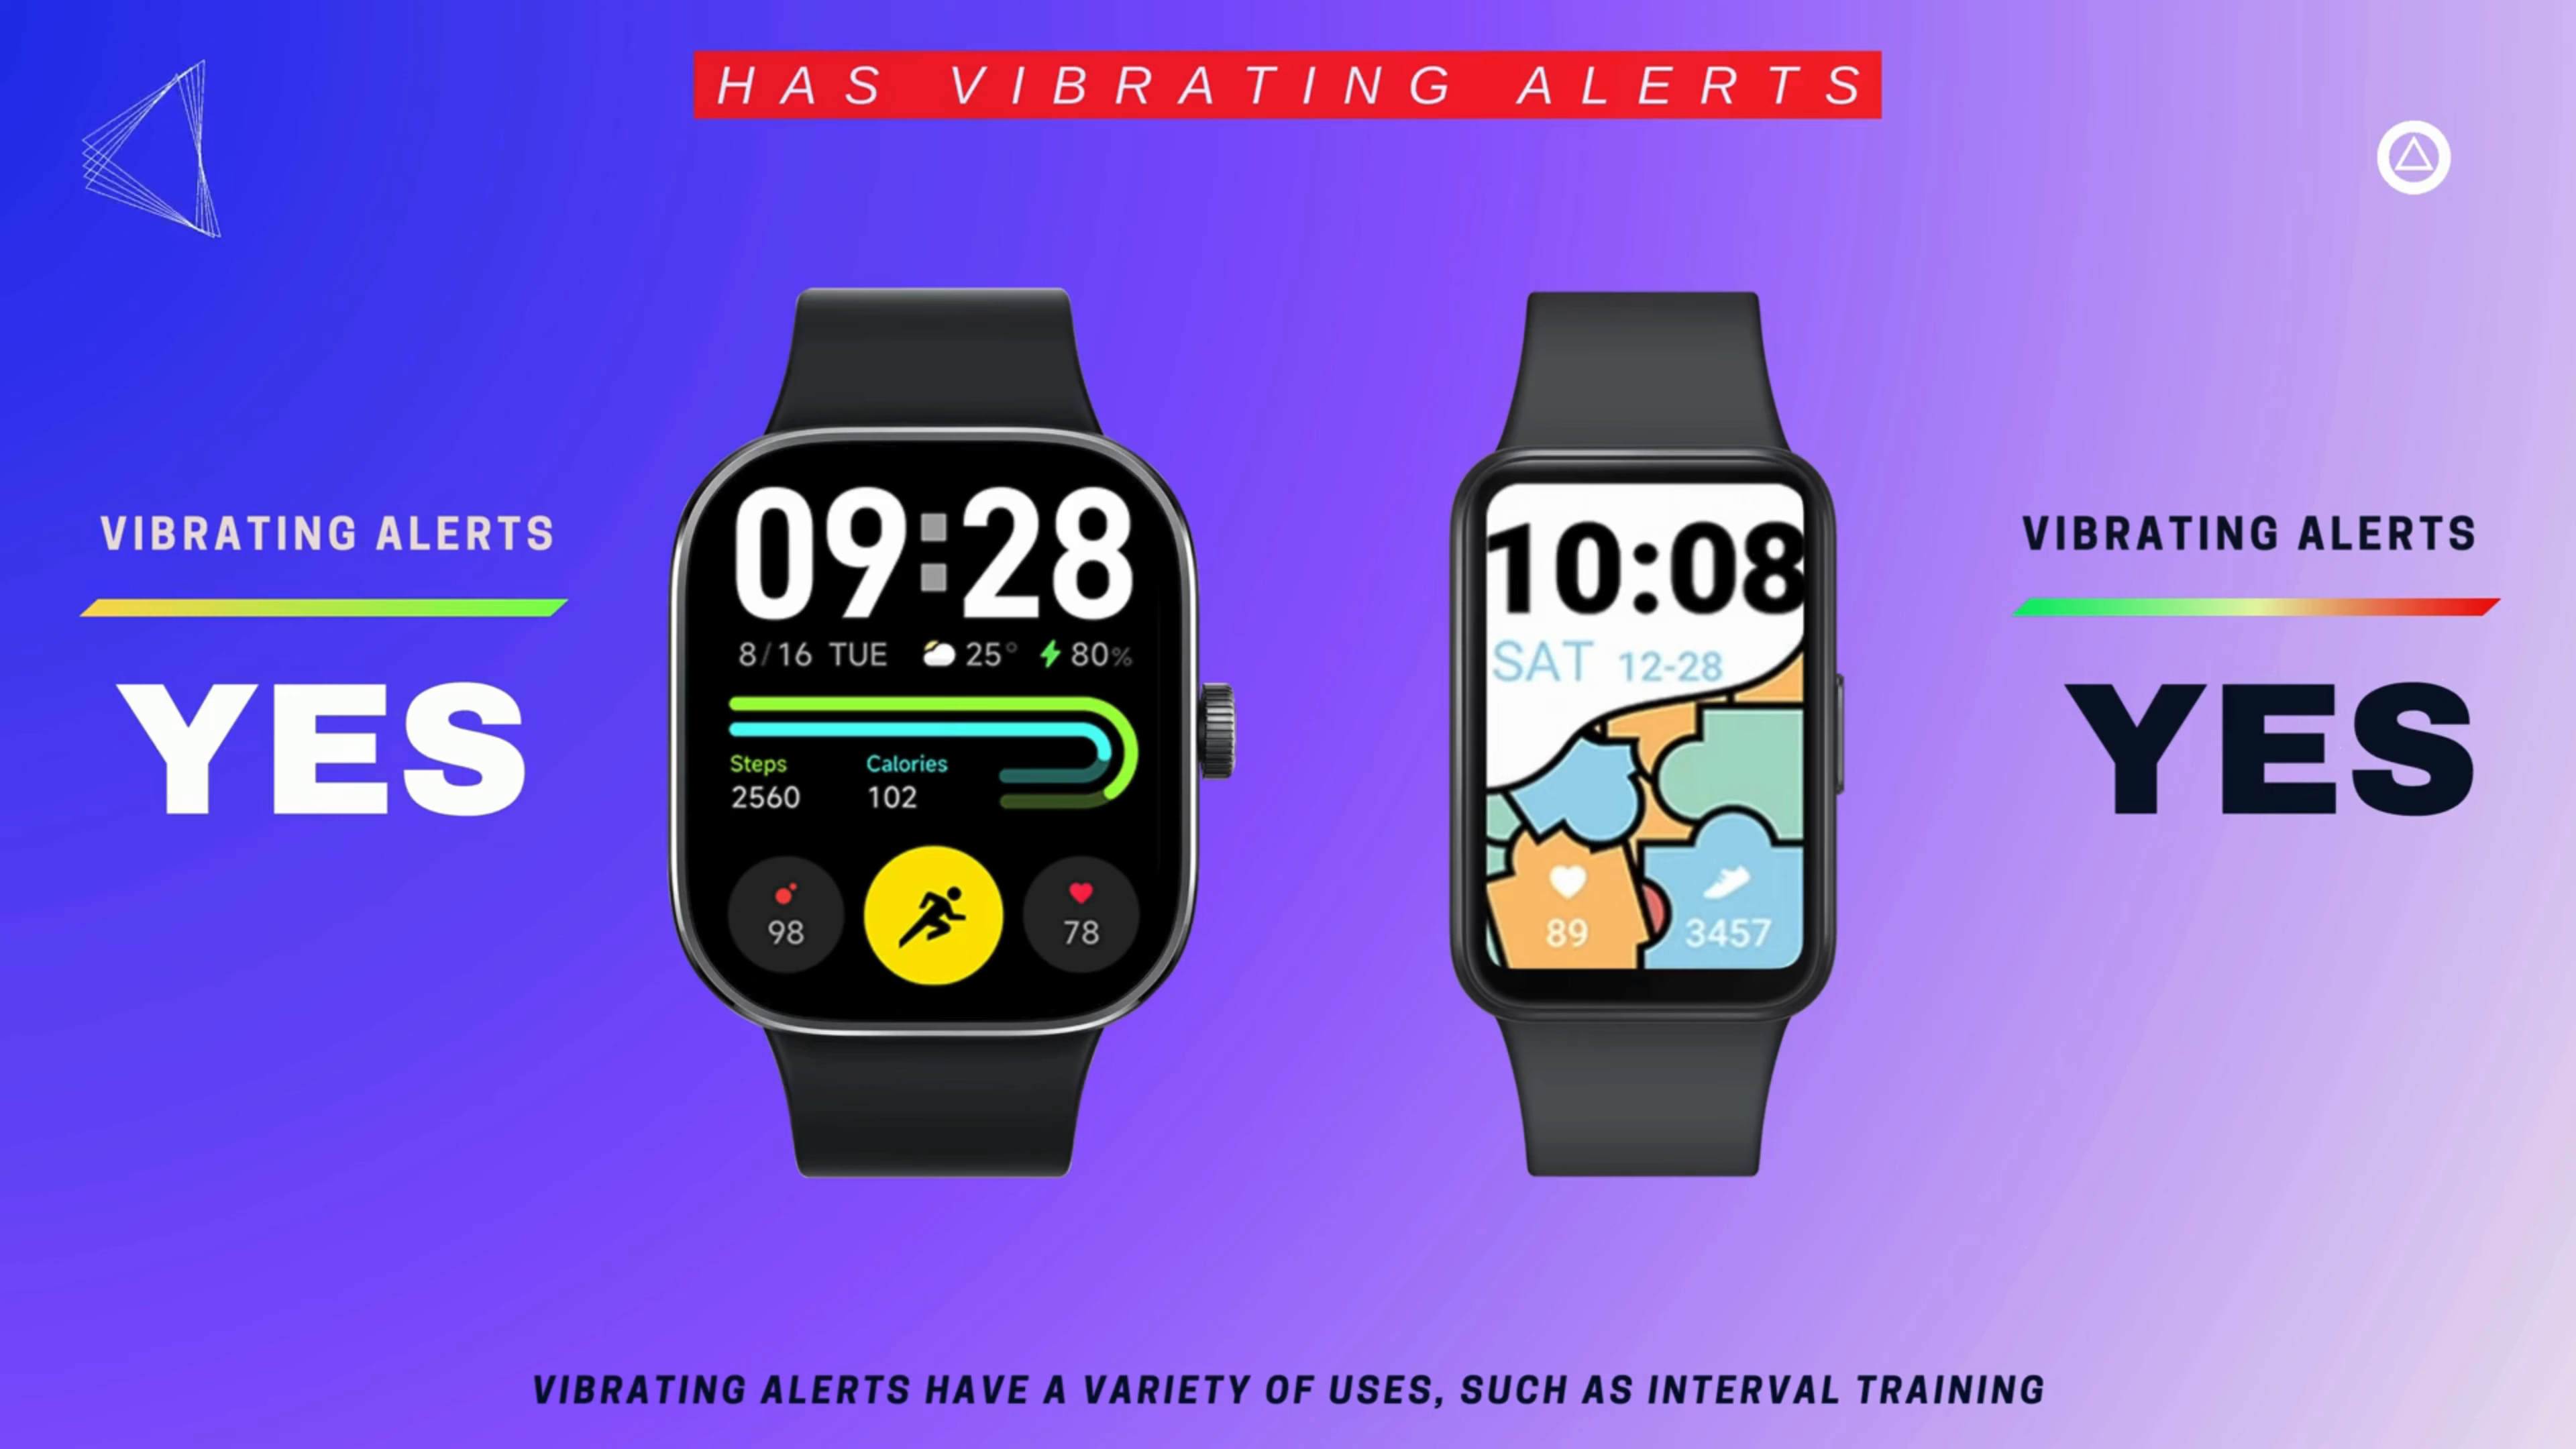 HAS VIBRATING ALERTS
VIBRATING ALERTS
YES
09:28
8/16 TUE 25° 80%
Steps Calories
2560 102
98 78
10:08
SAT 12-28
89 3457
VIBRATING ALERTS
YES
VIBRATING ALERTS HAVE A VARIETY OF USES, SUCH AS INTERVAL TRAINING